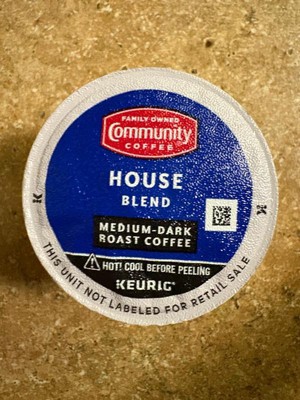 FAMILY OWNED
Community®
COFFEE
HOUSE
BLEND
MEDIUM-DARK
ROAST COFFEE
HOT! COOL BEFORE PEELING
KEURIG®
THIS UNIT NOT LABELED FOR RETAIL SALE
K